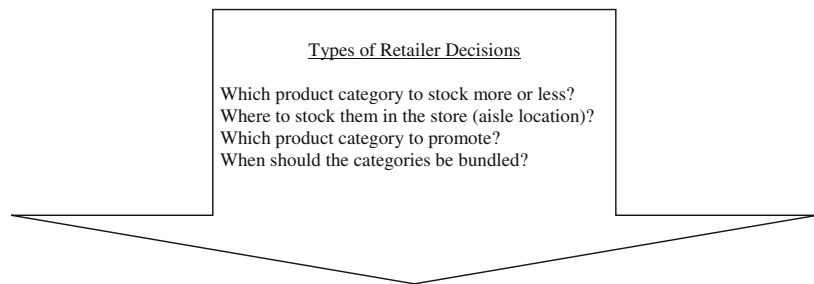 Types of Retailer Decisions
Which product category to stock more or less?
Where to stock them in the store (aisle location)?
Which product category to promote?
When should the categories be bundled?